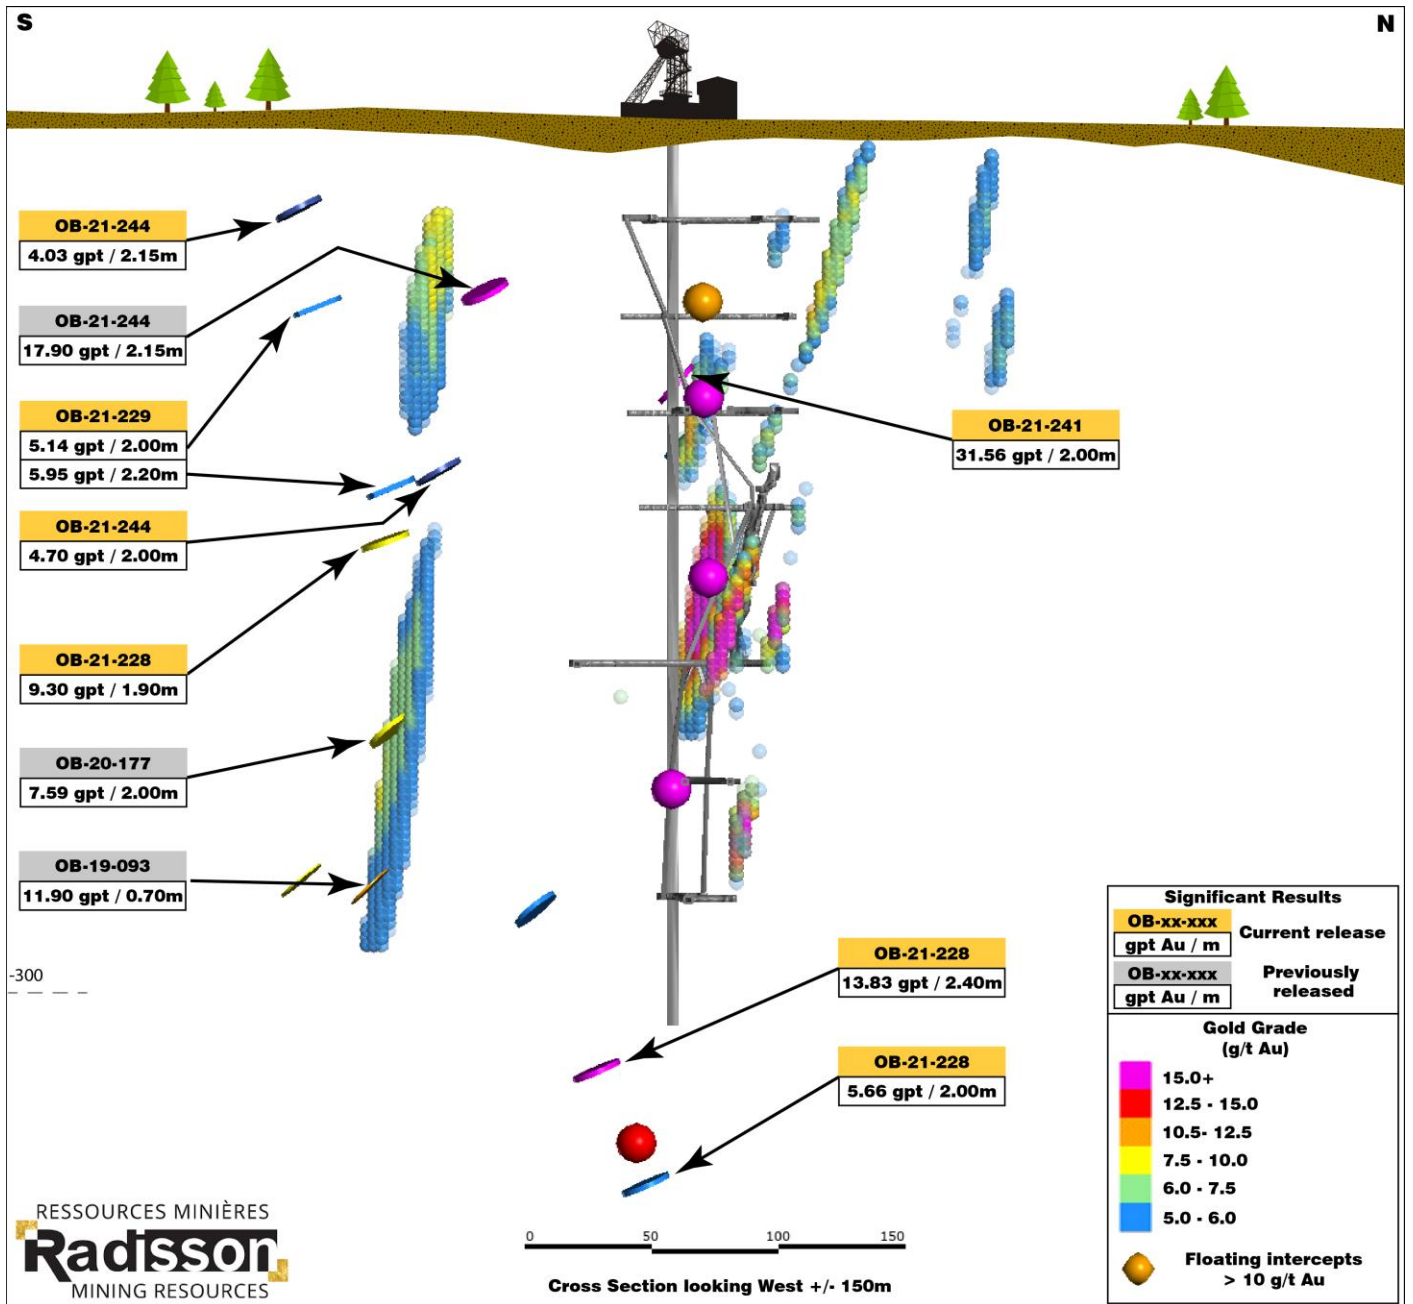 S
N
OB-21-244
4.03 gpt / 2.15m
OB-21-244
17.90 gpt / 2.15m
OB-21-229
5.14 gpt / 2.00m
5.95 gpt / 2.20m
OB-21-244
4.70 gpt / 2.00m
OB-21-228
9.30 gpt / 1.90m
OB-20-177
7.59 gpt / 2.00m
OB-19-093
11.90 gpt / 0.70m
-300
OB-21-241
31.56 gpt / 2.00m
OB-21-228
13.83 gpt / 2.40m
OB-21-228
5.66 gpt / 2.00m
Significant Results
OB-xx-xxx
gpt Au / m
Current release
OB-xx-xxx
gpt Au / m
Previously
released
Gold Grade
(g/t Au)
15.0+
12.5 - 15.0
10.5- 12.5
7.5 - 10.0
6.0 - 7.5
5.0 - 6.0
Floating intercepts
> 10 g/t Au
RESSOURCES MINIÈRES
Radisson
MINING RESOURCES
0 50 100 150
Cross Section looking West +/- 150m